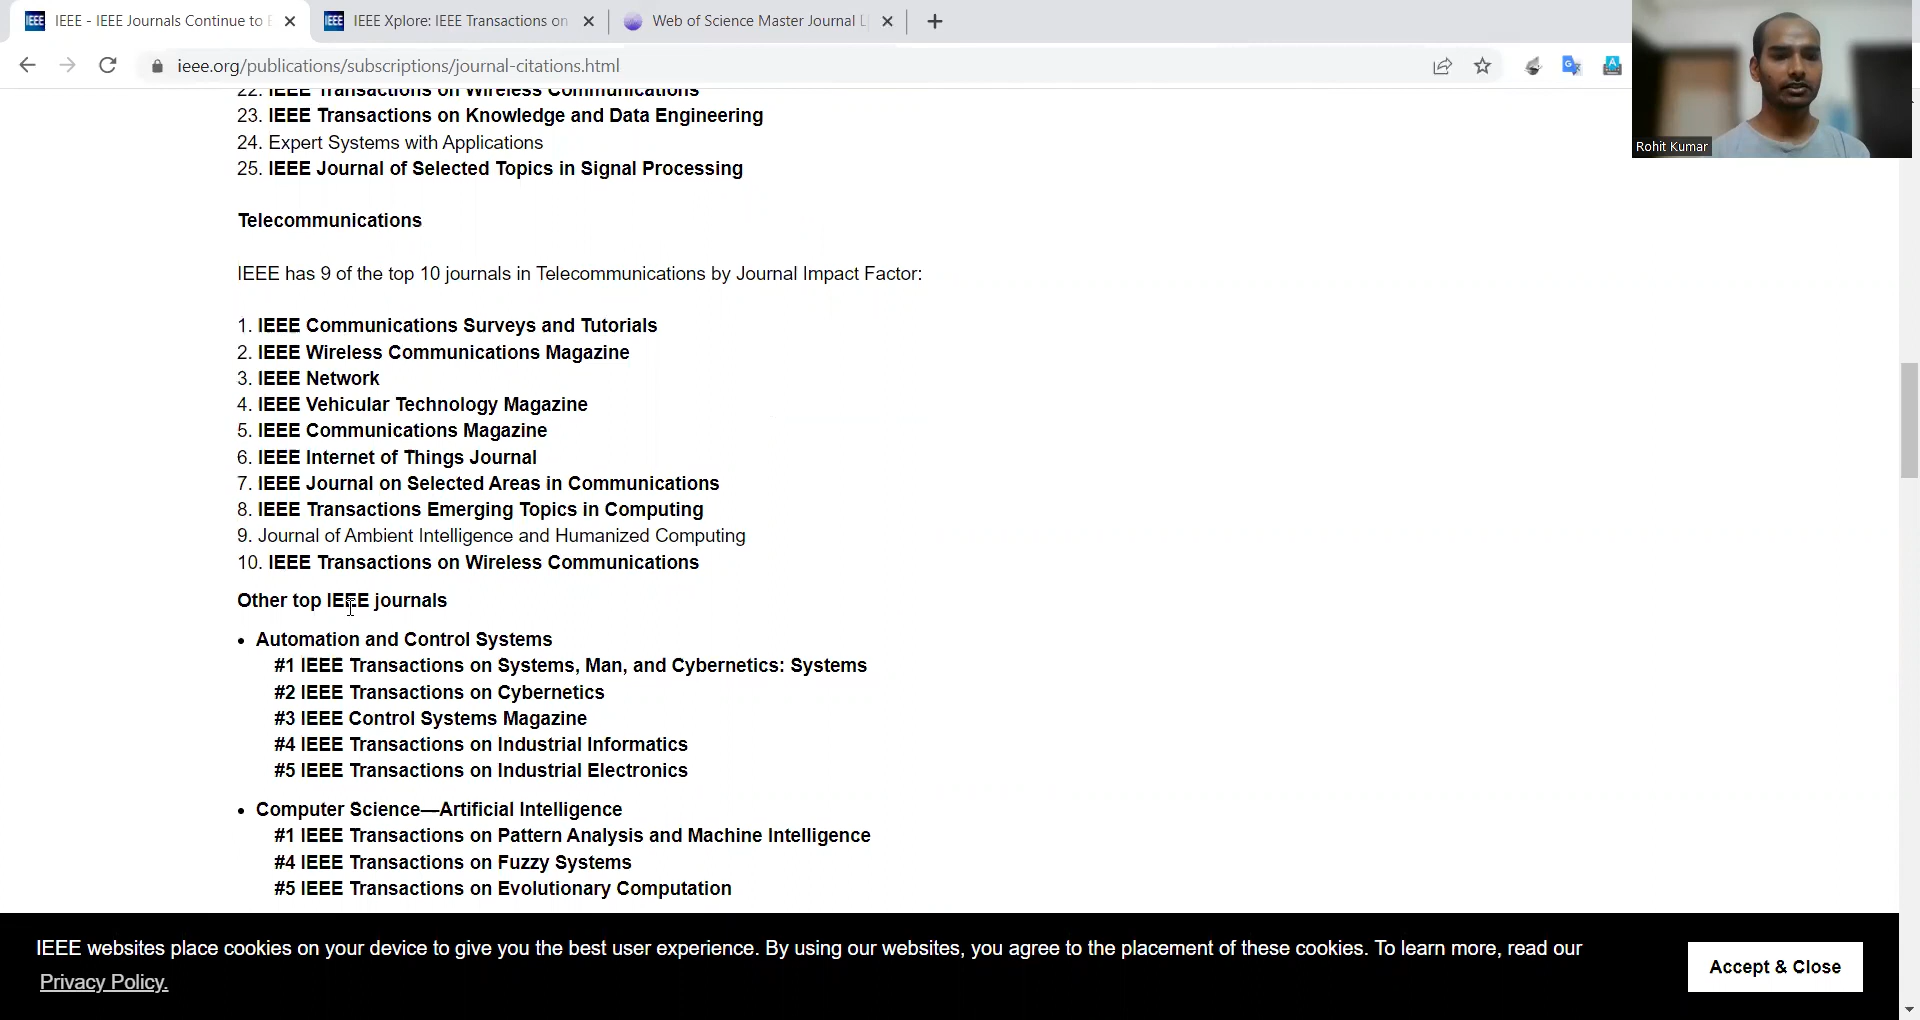 IEEE - IEEE Journals Continue to
IEEE Xplore: IEEE Transactions on
Web of Science Master Journal L
ieee.org/publications/subscriptions/journal-citations.html
Rohit Kumar
22. IEEE Transactions on Wireless Communications
23. IEEE Transactions on Knowledge and Data Engineering
24. Expert Systems with Applications
25. IEEE Journal of Selected Topics in Signal Processing
Telecommunications
IEEE has 9 of the top 10 journals in Telecommunications by Journal Impact Factor:
1. IEEE Communications Surveys and Tutorials
2. IEEE Wireless Communications Magazine
3. IEEE Network
4. IEEE Vehicular Technology Magazine
5. IEEE Communications Magazine
6. IEEE Internet of Things Journal
7. IEEE Journal on Selected Areas in Communications
8. IEEE Transactions Emerging Topics in Computing
9. Journal of Ambient Intelligence and Humanized Computing
10. IEEE Transactions on Wireless Communications
Other top IEEE journals
• Automation and Control Systems
#1 IEEE Transactions on Systems, Man, and Cybernetics: Systems
#2 IEEE Transactions on Cybernetics
#3 IEEE Control Systems Magazine
#4 IEEE Transactions on Industrial Informatics
#5 IEEE Transactions on Industrial Electronics
• Computer Science—Artificial Intelligence
#1 IEEE Transactions on Pattern Analysis and Machine Intelligence
#4 IEEE Transactions on Fuzzy Systems
#5 IEEE Transactions on Evolutionary Computation
IEEE websites place cookies on your device to give you the best user experience. By using our websites, you agree to the placement of these cookies. To learn more, read our
Privacy Policy.
Accept & Close